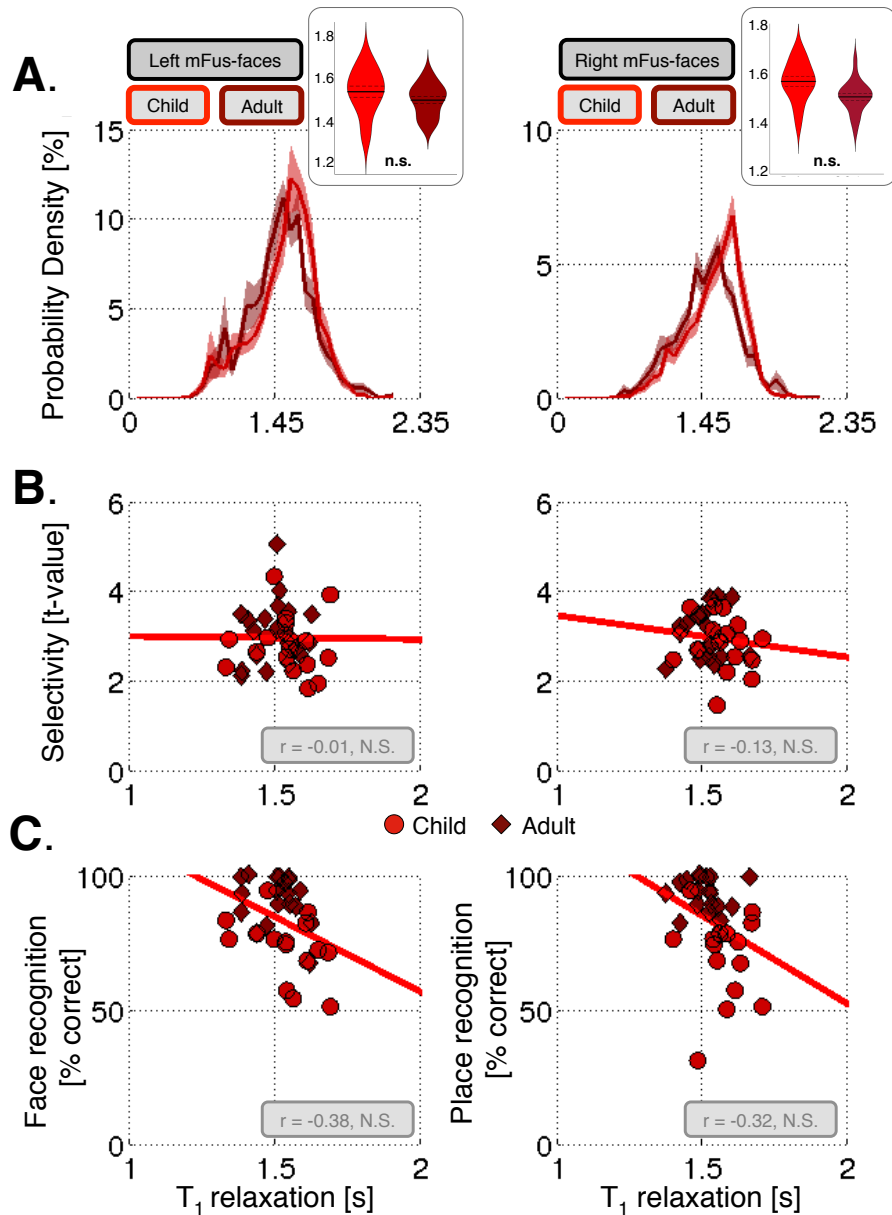 A.
Left mFus-faces
Child
Adult
1.8
1.6
1.4
1.2
n.s.
Right mFus-faces
Child
Adult
1.8
1.6
1.4
1.2
n.s.
Probability Density [%]
15
10
5
0
0
1.45
2.35
10
5
0
0
1.45
2.35
B.
Selectivity [t-value]
6
4
2
0
r = -0.01, N.S.
1
1.5
2
6
4
2
0
r = -0.13, N.S.
1
1.5
2
Child
Adult
C.
Face recognition
[% correct]
100
50
0
r = -0.38, N.S.
1
1.5
2
T1 relaxation [s]
Place recognition
[% correct]
100
50
0
r = -0.32, N.S.
1
1.5
2
T1 relaxation [s]